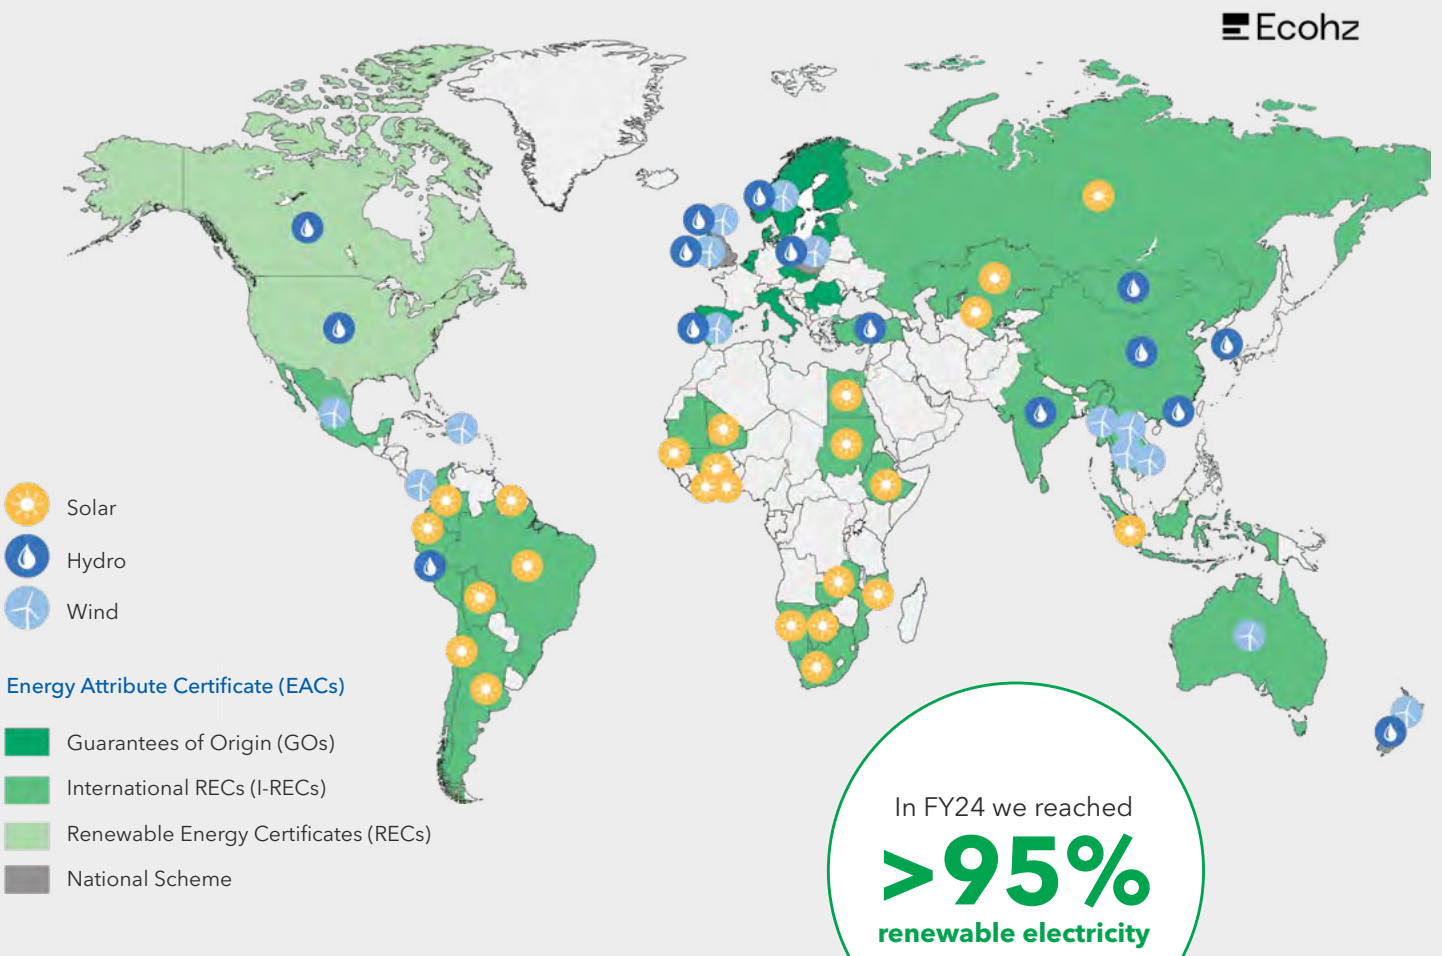 Ecohz
Solar
Hydro
Wind
Energy Attribute Certificate (EACs)
Guarantees of Origin (GOs)
International RECs (I-RECs)
Renewable Energy Certificates (RECs)
National Scheme
In FY24 we reached
>95%
renewable electricity